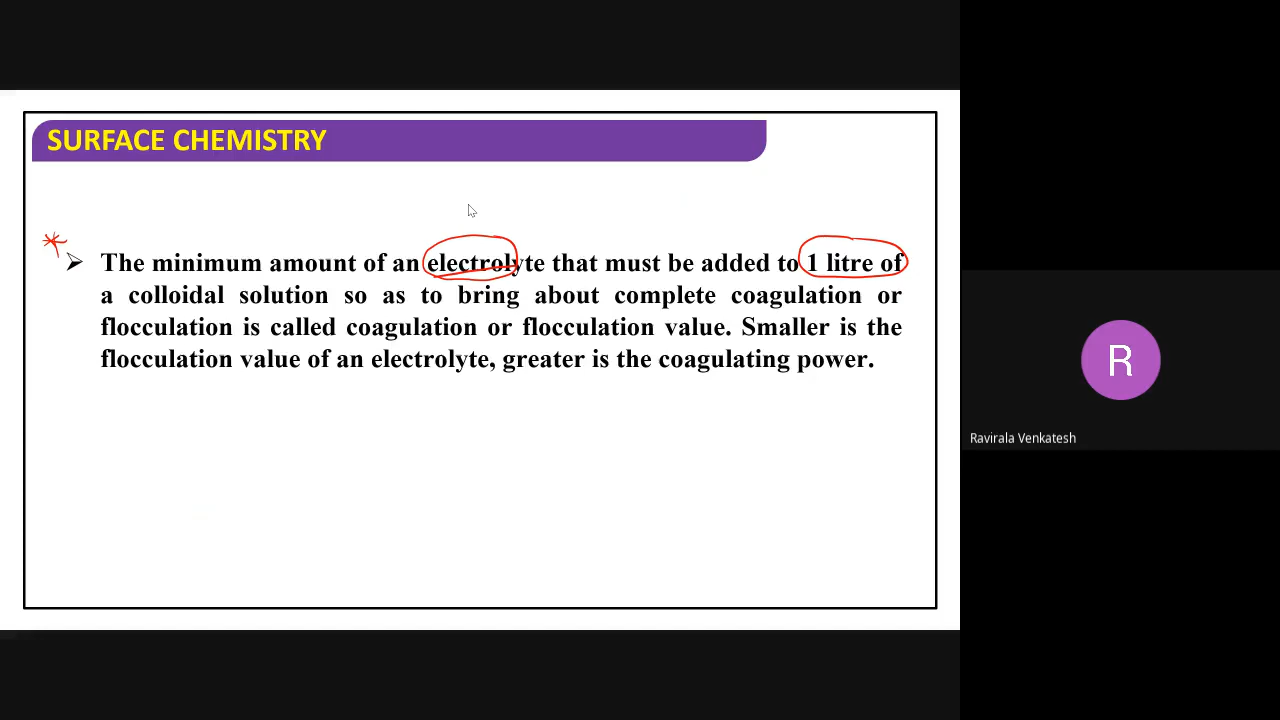 SURFACE CHEMISTRY
* 
➢ The minimum amount of an electrolyte that must be added to 1 litre of
a colloidal solution so as to bring about complete coagulation or
flocculation is called coagulation or flocculation value. Smaller is the
flocculation value of an electrolyte, greater is the coagulating power.
R
Ravirala Venkatesh